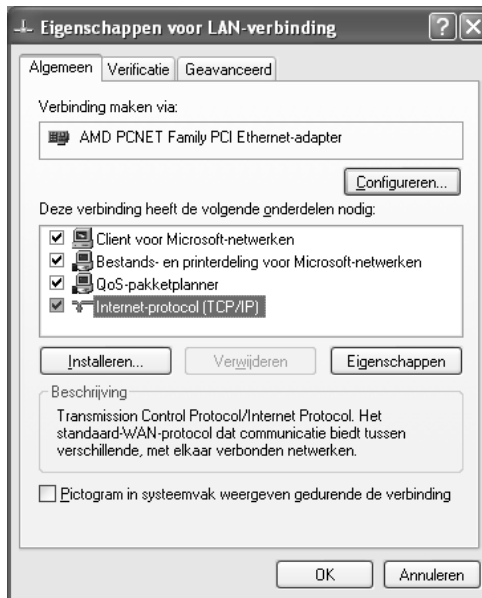 Eigenschappen voor LAN-verbinding
Algemeen Verificatie Geavanceerd
Verbinding maken via:
AMD PCNET Family PCI Ethernet-adapter
Configureren...
Deze verbinding heeft de volgende onderdelen nodig:
Client voor Microsoft-netwerken
Bestands- en printerdeling voor Microsoft-netwerken
QoS-pakketplanner
Internet-protocol (TCP/IP)
Installeren... Verwijderen Eigenschappen
Beschrijving
Transmission Control Protocol/Internet Protocol. Het
standaard-WAN-protocol dat communicatie biedt tussen
verschillende, met elkaar verbonden netwerken.
Pictogram in systeemvak weergeven gedurende de verbinding
OK Annuleren